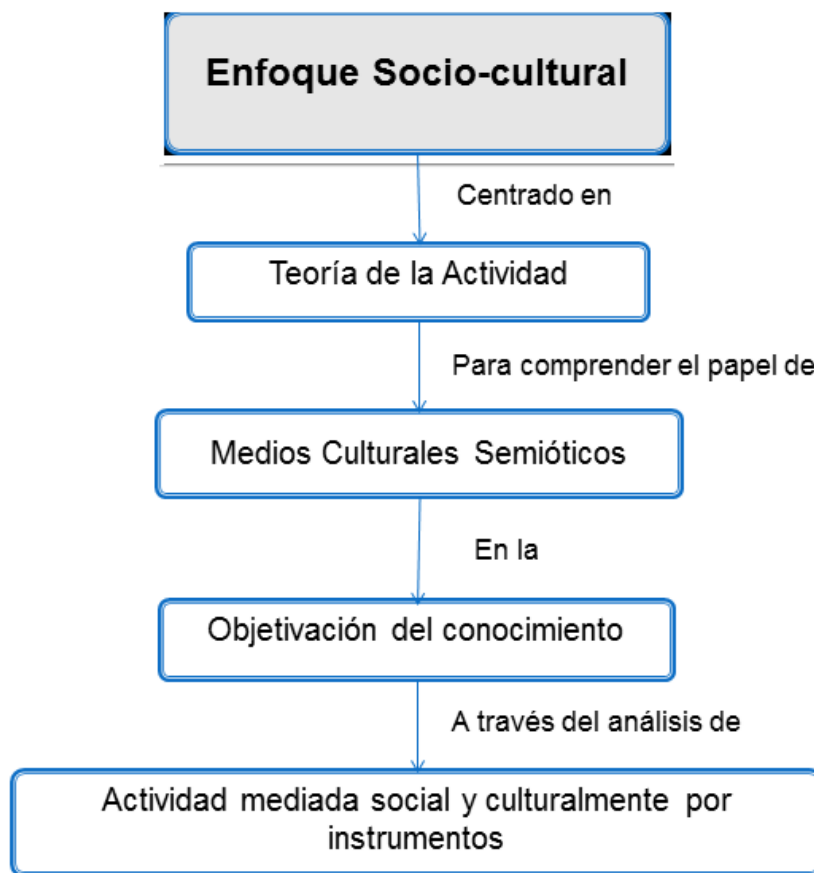 Enfoque Socio-cultural
Centrado en
Teoría de la Actividad
Para comprender el papel de
Medios Culturales Semióticos
En la
Objetivación del conocimiento
A través del análisis de
Actividad mediada social y culturalmente por
instrumentos